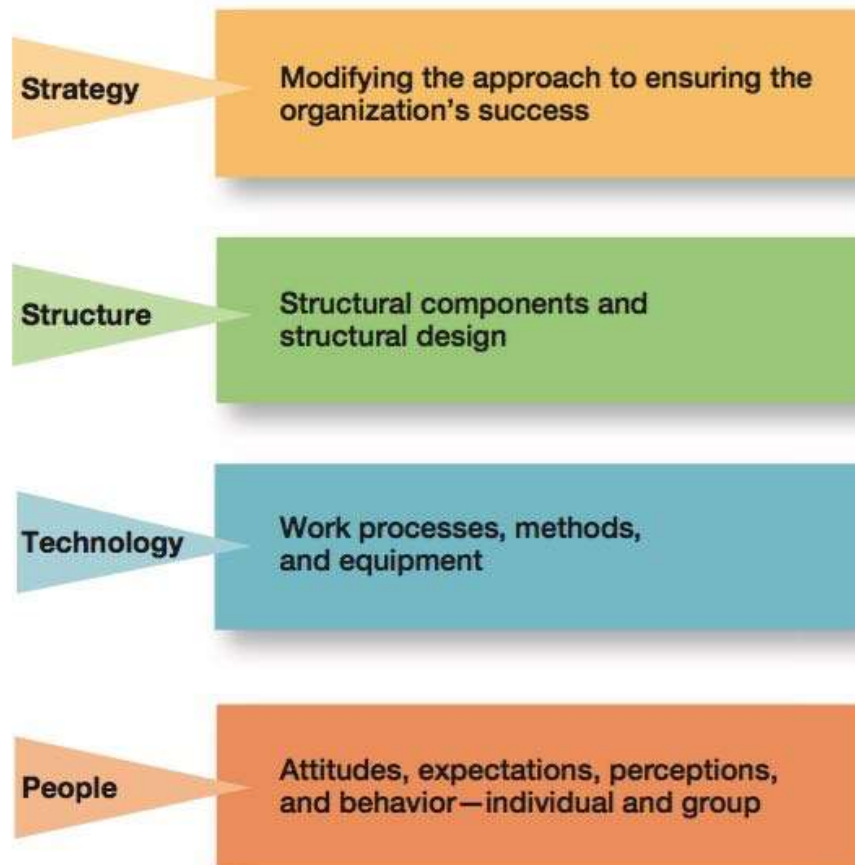 Strategy
Modifying the approach to ensuring the
organization's success
Structure
Structural components and
structural design
Technology
Work processes, methods,
and equipment
People
Attitudes, expectations, perceptions,
and behavior—individual and group